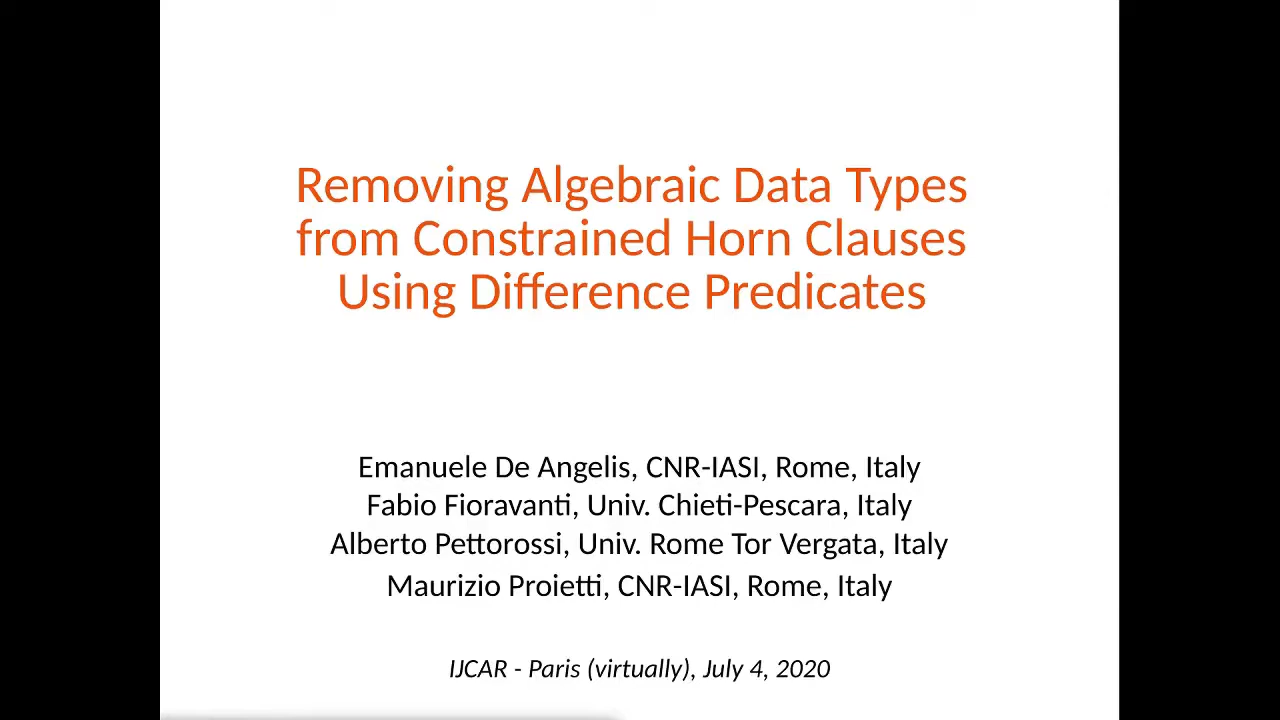 Removing Algebraic Data Types
from Constrained Horn Clauses
Using Difference Predicates
Emanuele De Angelis, CNR-IASI, Rome, Italy
Fabio Fioravanti, Univ. Chieti-Pescara, Italy
Alberto Pettorossi, Univ. Rome Tor Vergata, Italy
Maurizio Proietti, CNR-IASI, Rome, Italy
IJCAR - Paris (virtually), July 4, 2020